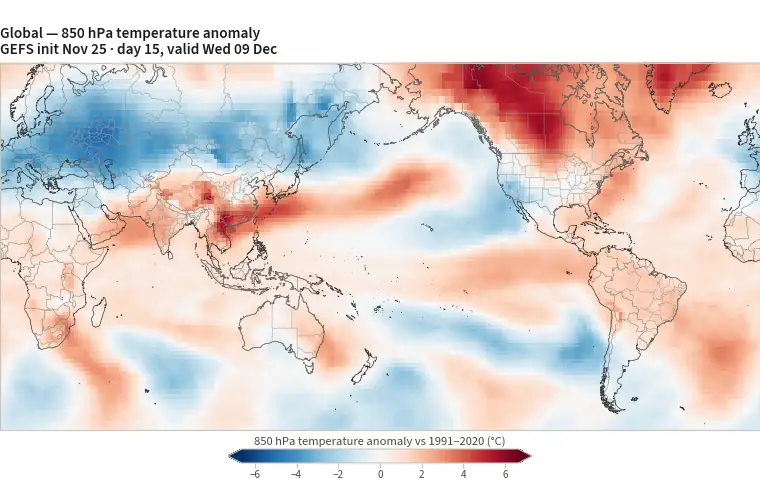 Global — 850 hPa temperature anomaly
GEFS init Nov 25 · day 15, valid Wed 09 Dec
850 hPa temperature anomaly vs 1991–2020 (°C)
−6 −4 −2 0 2 4 6